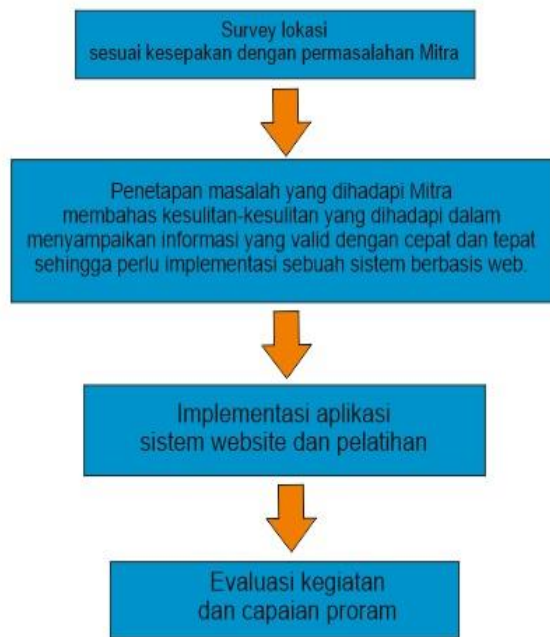 Survey lokasi
sesuai kesepakan dengan permasalahan Mitra
Penetapan masalah yang dihadapi Mitra
membahas kesulitan-kesulitan yang dihadapi dalam
menyampaikan informasi yang valid dengan cepat dan tepat
sehingga perlu implementasi sebuah sistem berbasis web.
Implementasi aplikasi
sistem website dan pelatihan
Evaluasi kegiatan
dan capaian proram